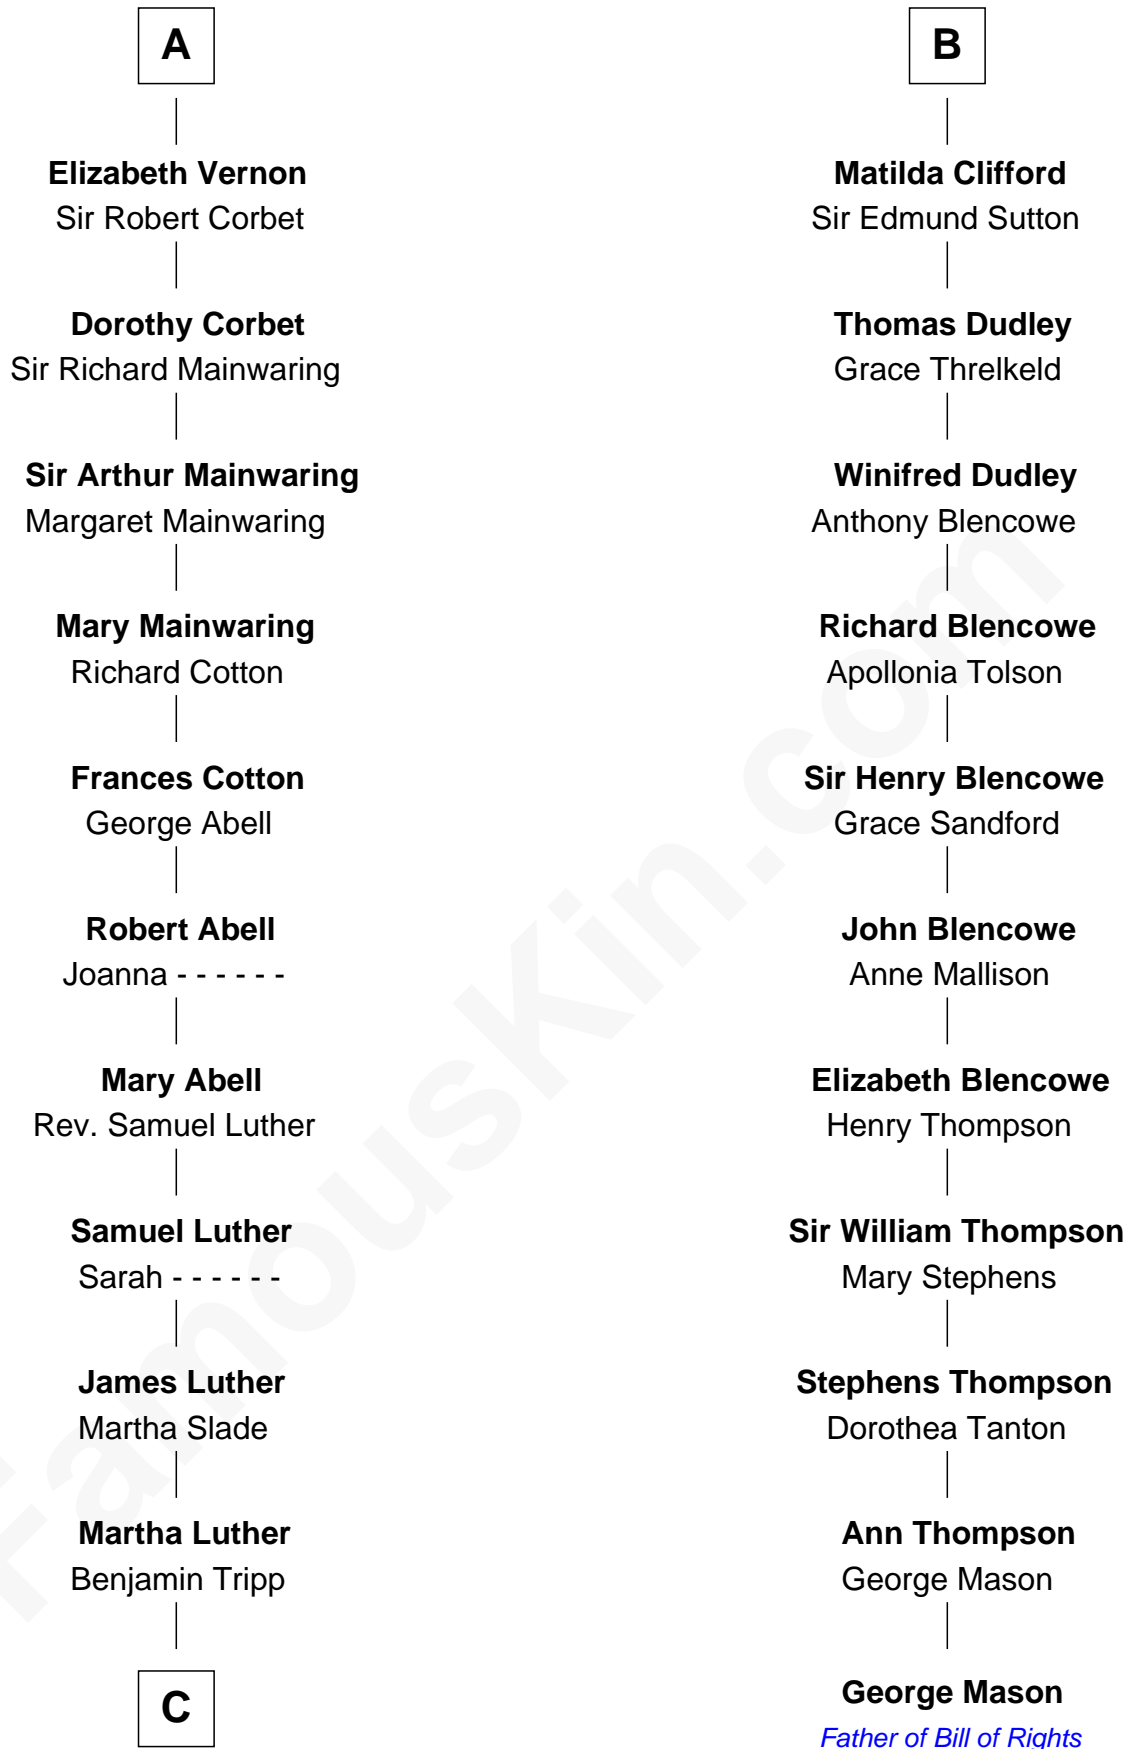 A
Elizabeth Vernon
Sir Robert Corbet
Dorothy Corbet
Sir Richard Mainwaring
Sir Arthur Mainwaring
Margaret Mainwaring
Mary Mainwaring
Richard Cotton
Frances Cotton
George Abell
Robert Abell
Joanna - - - - - -
Mary Abell
Rev. Samuel Luther
Samuel Luther
Sarah - - - - - -
James Luther
Martha Slade
Martha Luther
Benjamin Tripp
C
B
Matilda Clifford
Sir Edmund Sutton
Thomas Dudley
Grace Threlkeld
Winifred Dudley
Anthony Blencowe
Richard Blencowe
Apollonia Tolson
Sir Henry Blencowe
Grace Sandford
John Blencowe
Anne Mallison
Elizabeth Blencowe
Henry Thompson
Sir William Thompson
Mary Stephens
Stephens Thompson
Dorothea Tanton
Ann Thompson
George Mason
George Mason
Father of Bill of Rights
FamousKin.com